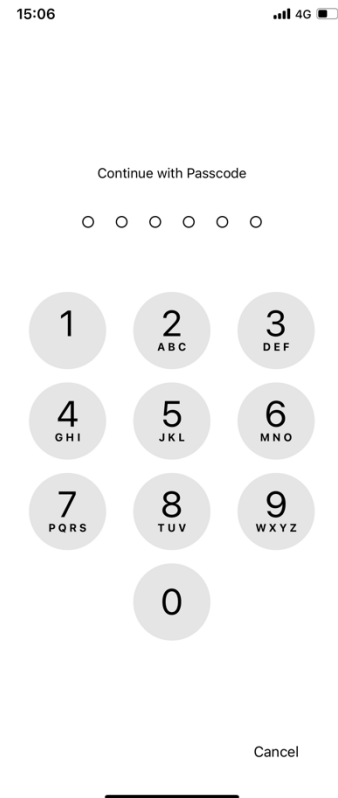 15:06 4G
Continue with Passcode
1 2 3
ABC DEF
4 5 6
GHI JKL MNO
7 8 9
PQRS TUV WXYZ
0
Cancel